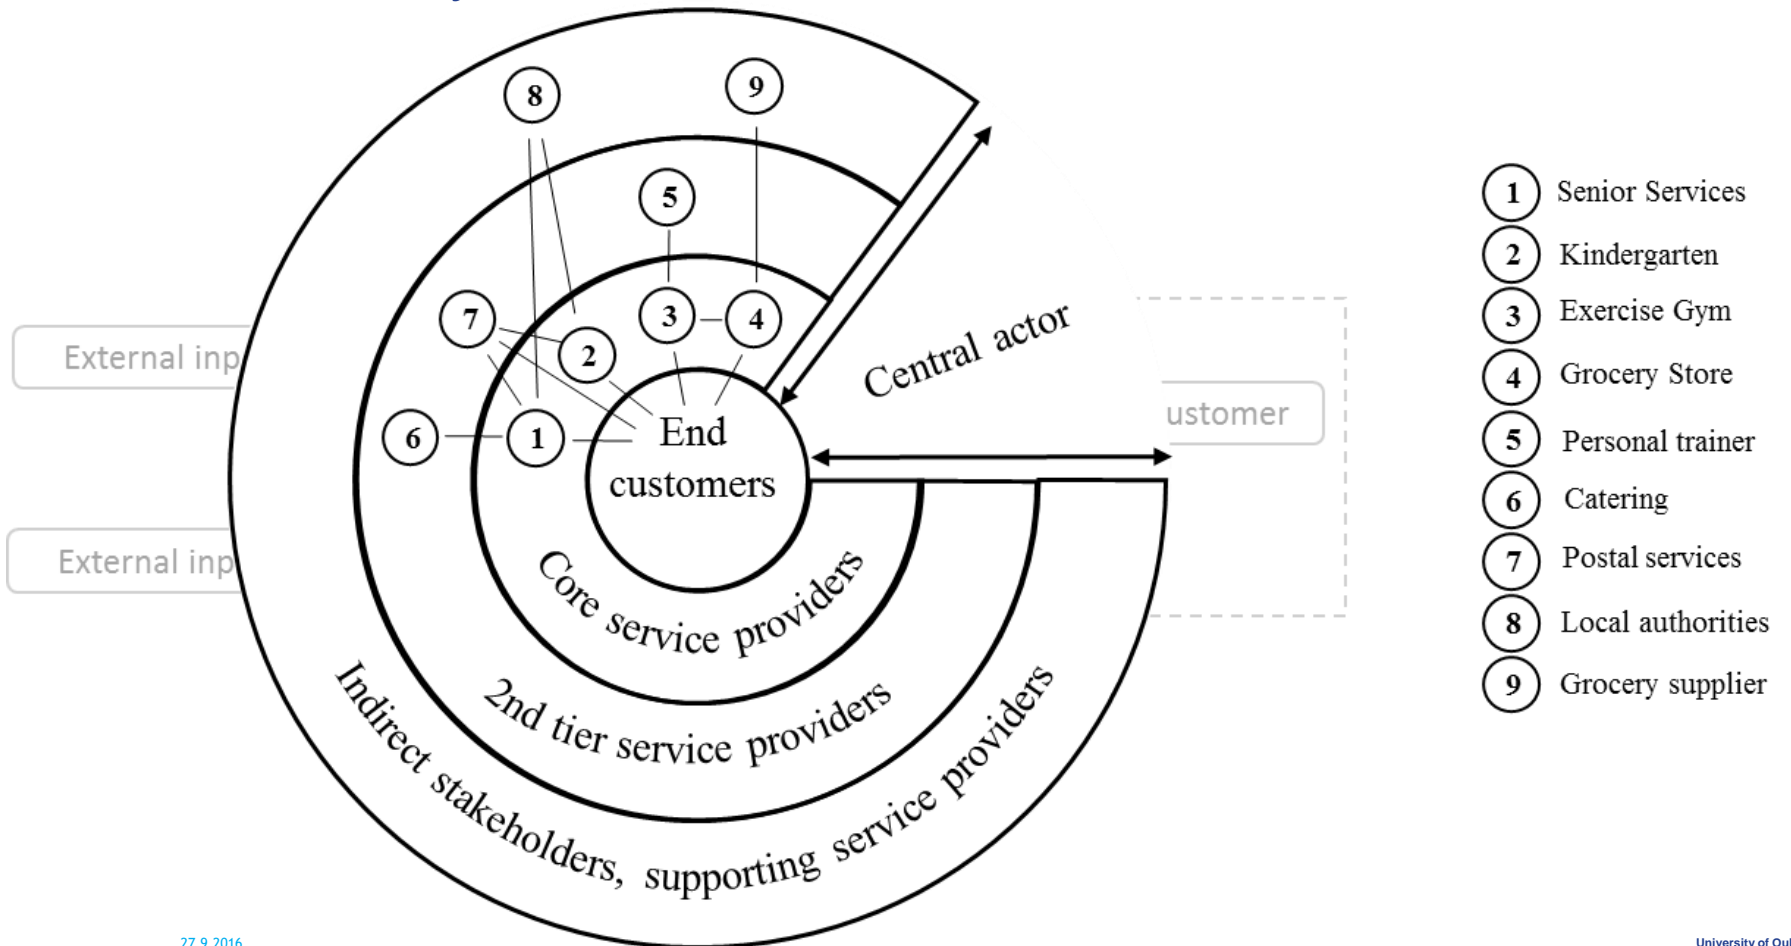 8
9
5
7
3
4
2
6
1
External inp
External inp
End
customers
Central actor
ustomer
Core service providers
2nd tier service providers
Indirect stakeholders, supporting service providers
1 Senior Services
2 Kindergarten
3 Exercise Gym
4 Grocery Store
5 Personal trainer
6 Catering
7 Postal services
8 Local authorities
9 Grocery supplier
27.9.2016
University of